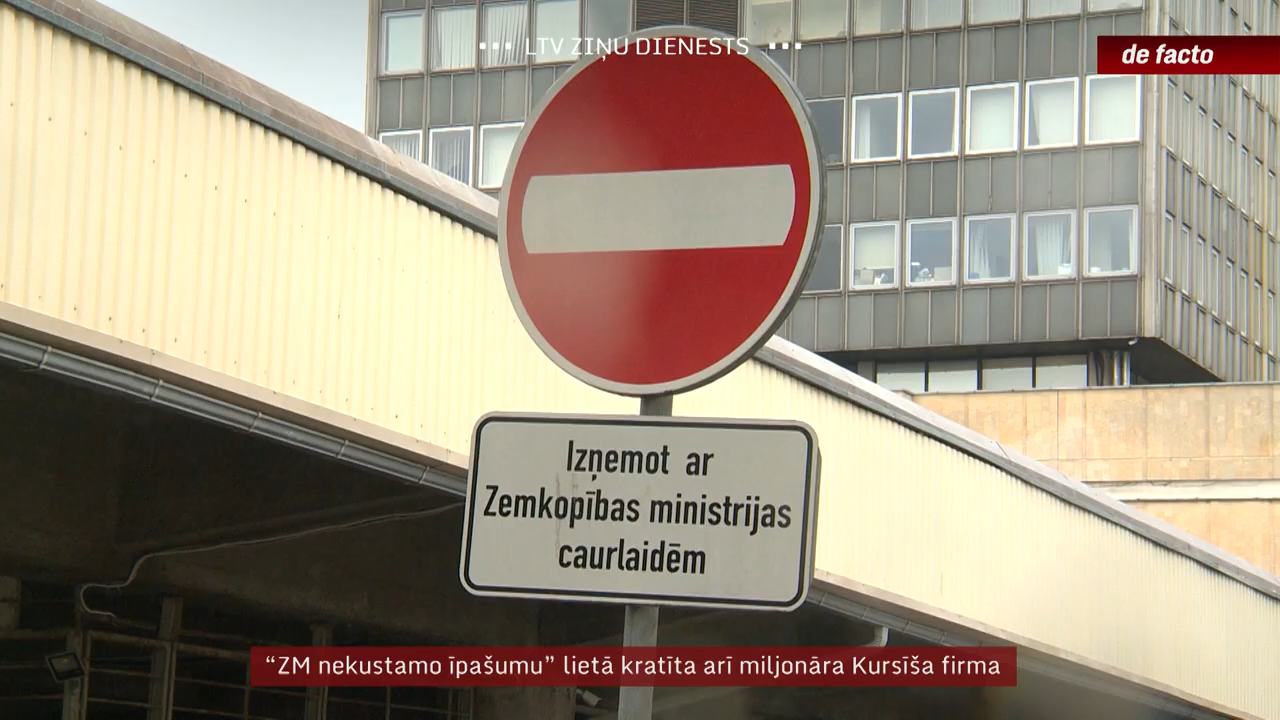 LTV ZIŅU DIENESTS
de facto
Izņemot ar
Zemkopības ministrijas
caurlaidēm
“ZM nekustamo īpašumu” lietā kratīta arī miljonāra Kursīša firma